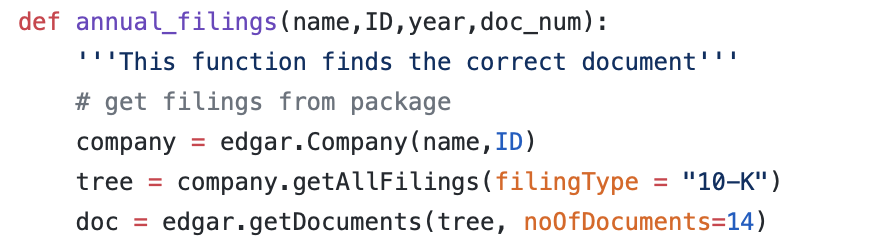 def annual_filings(name,ID,year,doc_num):
    '''This function finds the correct document'''
    # get filings from package
    company = edgar.Company(name,ID)
    tree = company.getAllFilings(filingType = "10-K")
    doc = edgar.getDocuments(tree, noOfDocuments=14)